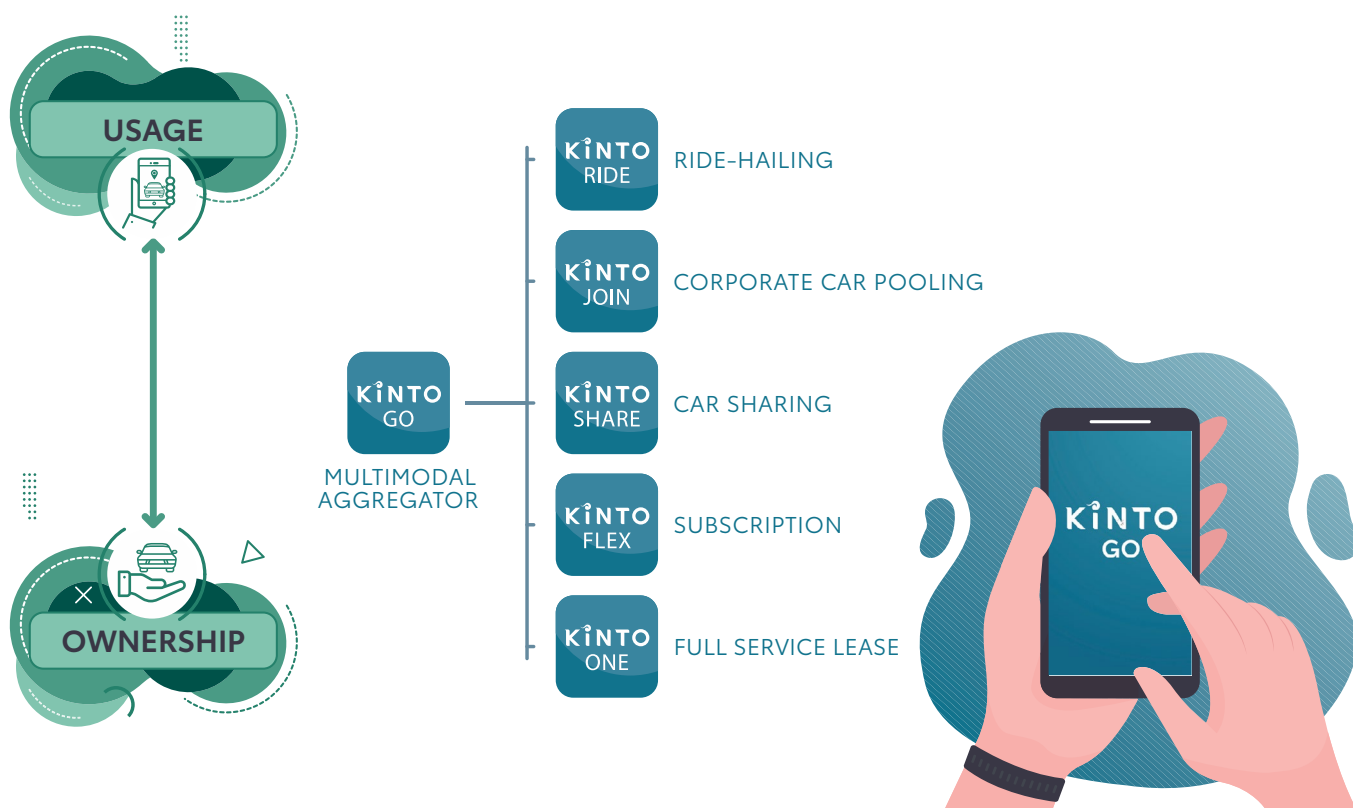 USAGE
KINTO
RIDE
RIDE-HAILING
KINTO
JOIN
CORPORATE CAR POOLING
KINTO
GO
MULTIMODAL
AGGREGATOR
KINTO
SHARE
CAR SHARING
KINTO
FLEX
SUBSCRIPTION
OWNERSHIP
KINTO
ONE
FULL SERVICE LEASE
KINTO
GO